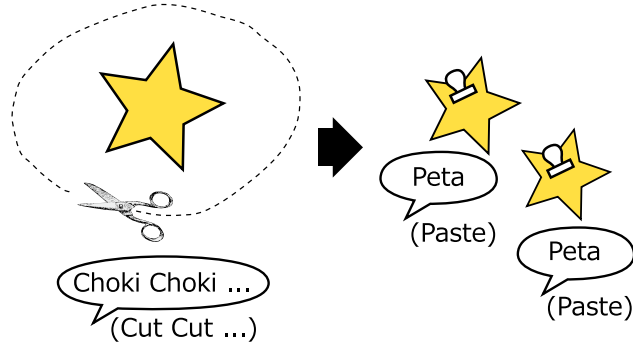 Choki Choki ...
(Cut Cut ...)
Peta
(Paste)
Peta
(Paste)